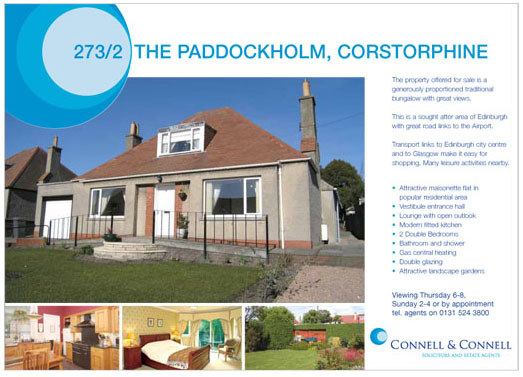 273/2 THE PADDOCKHOLM, CORSTORPHINE
The property offered for sale is a
generously proportioned traditional
bungalow with great views.
This is a sought after area of Edinburgh
with great road links to the Airport.
Transport links to Edinburgh city centre
and to Glasgow make it easy for
shopping. Many leisure activites nearby.
• Attractive maisonette flat in
popular residential area
• Vestibule entrance hall
• Lounge with open outlook
• Modern fitted kitchen
• 2 Double Bedrooms
• Bathroom and shower
• Gas central heating
• Double glazing
• Attractive landscape gardens
Viewing Thursday 6-8,
Sunday 2-4 or by appointment
tel. agents on 0131 524 3800
CONNELL & CONNELL
SOLICITORS AND ESTATE AGENTS